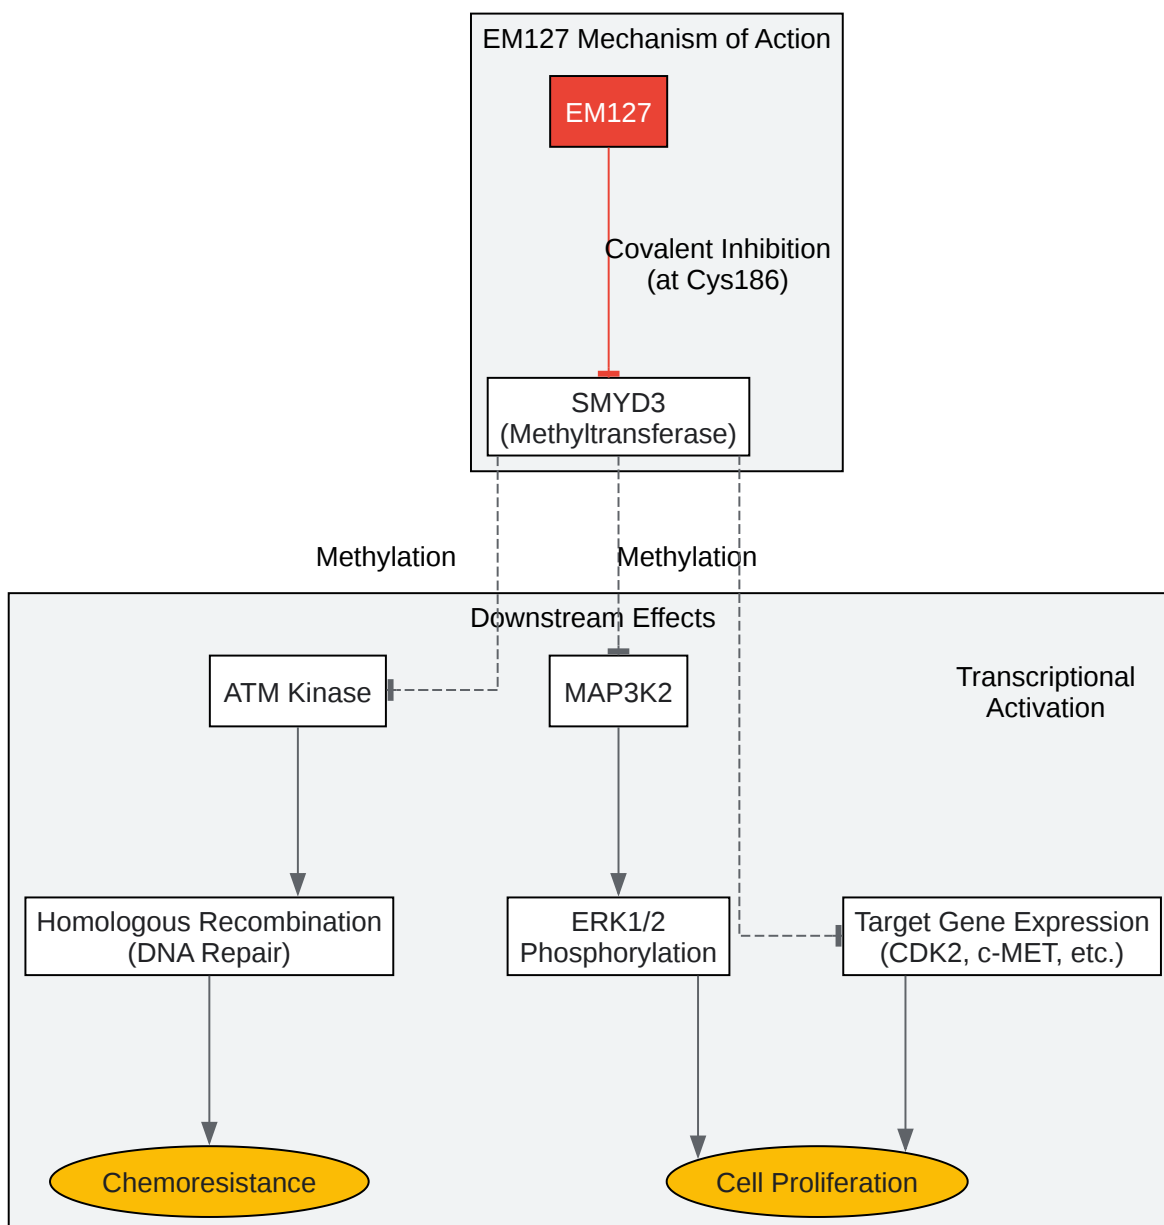 EM127 Mechanism of Action
EM127
Covalent Inhibition
(at Cys186)
SMYD3
(Methyltransferase)
Methylation
Methylation
Downstream Effects
ATM Kinase
MAP3K2
Transcriptional
Activation
Homologous Recombination
(DNA Repair)
ERK1/2
Phosphorylation
Target Gene Expression
(CDK2, c-MET, etc.)
Chemoresistance
Cell Proliferation